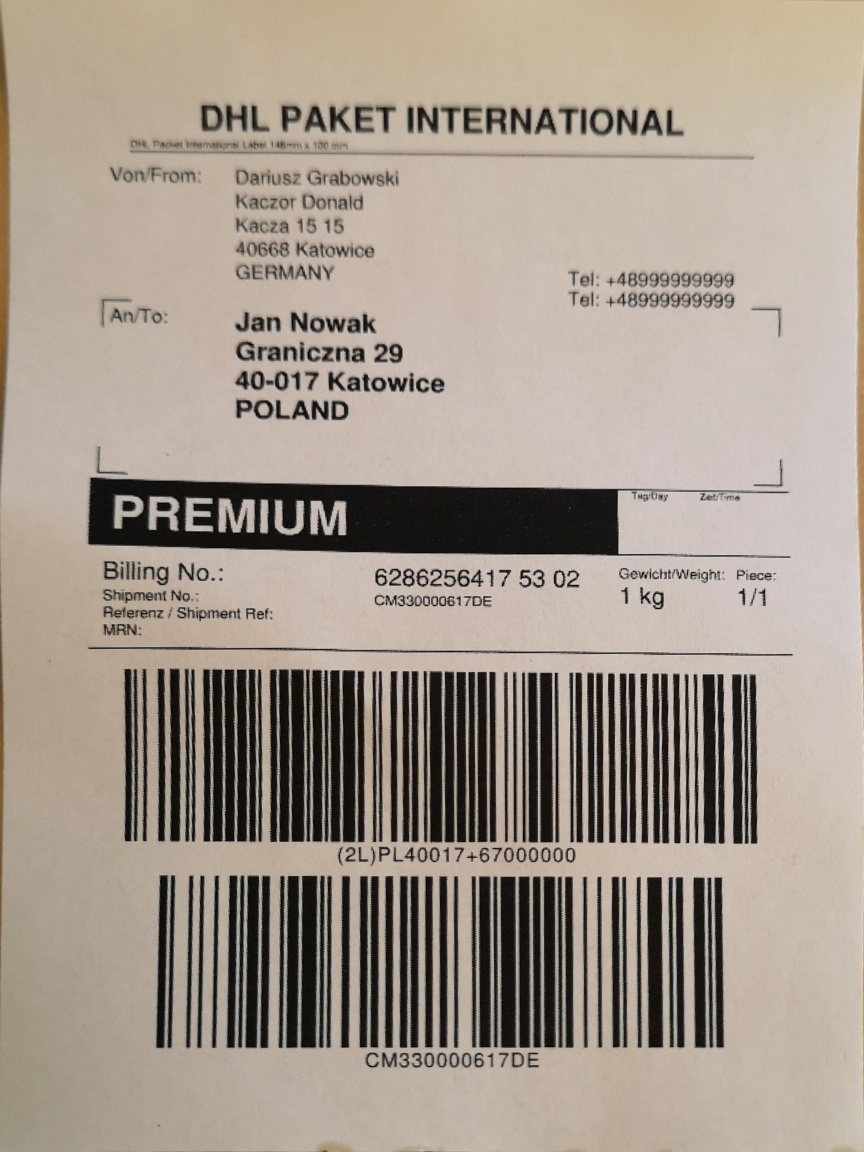 DHL PAKET INTERNATIONAL
DHL Packet International Label 148mm x 100 mm
Von/From: Dariusz Grabowski
Kaczor Donald
Kacza 15 15
40668 Katowice
GERMANY
Tel: +48999999999
Tel: +48999999999
An/To: Jan Nowak
Graniczna 29
40-017 Katowice
POLAND
PREMIUM
Tag/Day Zeit/Time
Billing No.: 6286256417 53 02
Shipment No.: CM330000617DE
Referenz / Shipment Ref:
MRN:
Gewicht/Weight: Piece:
1 kg 1/1
(2L)PL40017+67000000
CM330000617DE